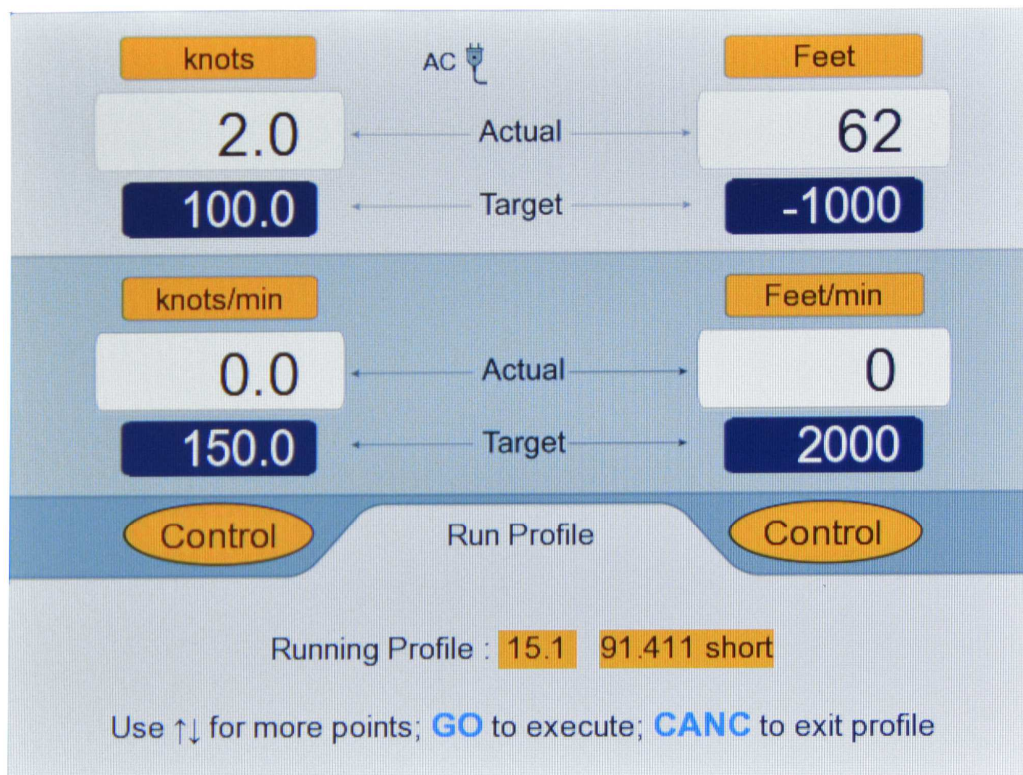 knots AC Feet
2.0 Actual 62
100.0 Target -1000
knots/min Feet/min
0.0 Actual 0
150.0 Target 2000
Control Run Profile Control
Running Profile : 15.1 91.411 short
Use ↑↓ for more points; GO to execute; CANC to exit profile